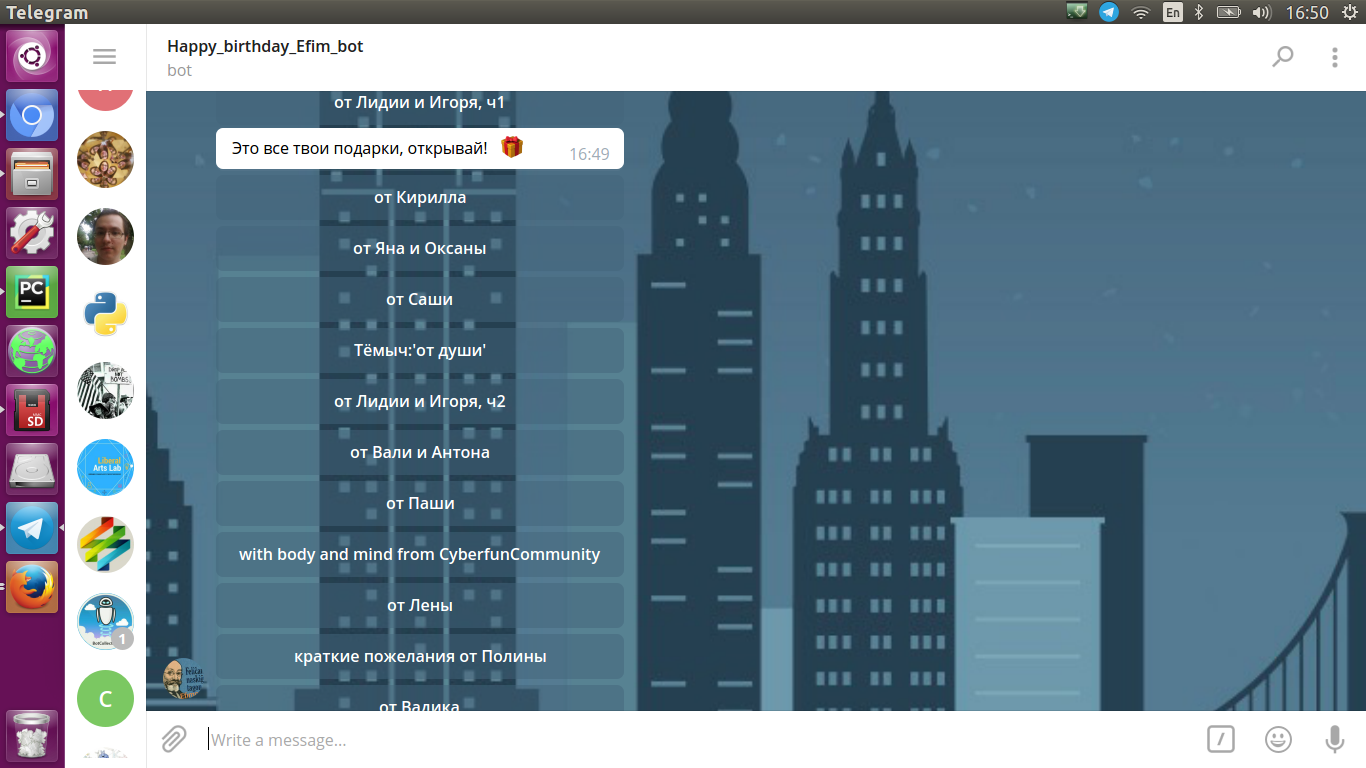 Telegram
En
16:50
Happy_birthday_Efim_bot
bot
от Лидии и Игоря, ч1
Это все твои подарки, открывай!
16:49
от Кирилла
от Яна и Оксаны
от Саши
Тёмыч:'от души'
от Лидии и Игоря, ч2
от Вали и Антона
от Паши
with body and mind from CyberfunCommunity
от Лены
краткие пожелания от Полины
от Вадика
Write a message...
PC
SD
Liberal
Arts Lab
1
C